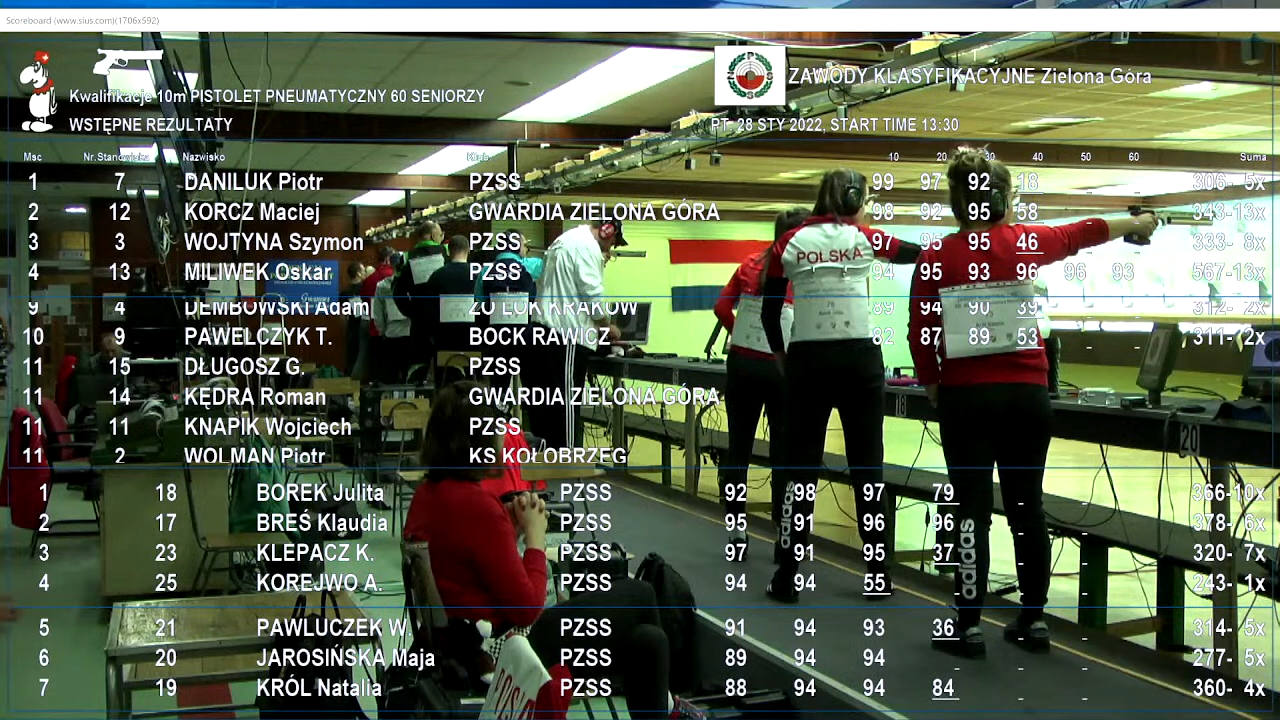 Scoreboard (www.sius.com)(1706x592)
ZAWODY KLASYFIKACYJNE Zielona Góra
Kwalifikacje 10m PISTOLET PNEUMATYCZNY 60 SENIORZY
WSTĘPNE REZULTATY
PT. 28 STY 2022, START TIME 13:30
Msc Nr.Stanowiska Nazwisko Klub 10 20 30 40 50 60 Suma
1 7 DANILUK Piotr PZSS 99 97 92 18 _ _ 306- 5x
2 12 KORCZ Maciej GWARDIA ZIELONA GÓRA 98 92 95 58 _ _ 343-13x
3 3 WOJTYNA Szymon PZSS 97 95 95 46 _ _ 333- 8x
4 13 MILIWEK Oskar PZSS 94 95 93 96 96 93 567-13x
9 4 DEMBOWSKI Adam ZO LOK KRAKÓW 89 94 90 39 _ _ 312- 2x
10 9 PAWEŁCZYK T. BOCK RAWICZ 82 87 89 53 _ _ 311- 2x
11 15 DŁUGOSZ G. PZSS
11 14 KĘDRA Roman GWARDIA ZIELONA GÓRA
11 11 KNAPIK Wojciech PZSS
11 2 WOLMAN Piotr KS KOŁOBRZEG
1 18 BOREK Julita PZSS 92 98 97 79 _ _ 366-10x
2 17 BREŚ Klaudia PZSS 95 91 96 96 _ _ 378- 6x
3 23 KLEPACZ K. PZSS 97 91 95 37 _ _ 320- 7x
4 25 KOREJWO A. PZSS 94 94 55 _ _ _ 243- 1x
5 21 PAWLUCZEK W. PZSS 91 94 93 36 _ _ 314- 5x
6 20 JAROSIŃSKA Maja PZSS 89 94 94 _ _ _ 277- 5x
7 19 KRÓL Natalia PZSS 88 94 94 84 _ _ 360- 4x
POLSKA
adidas
adidas
18
20